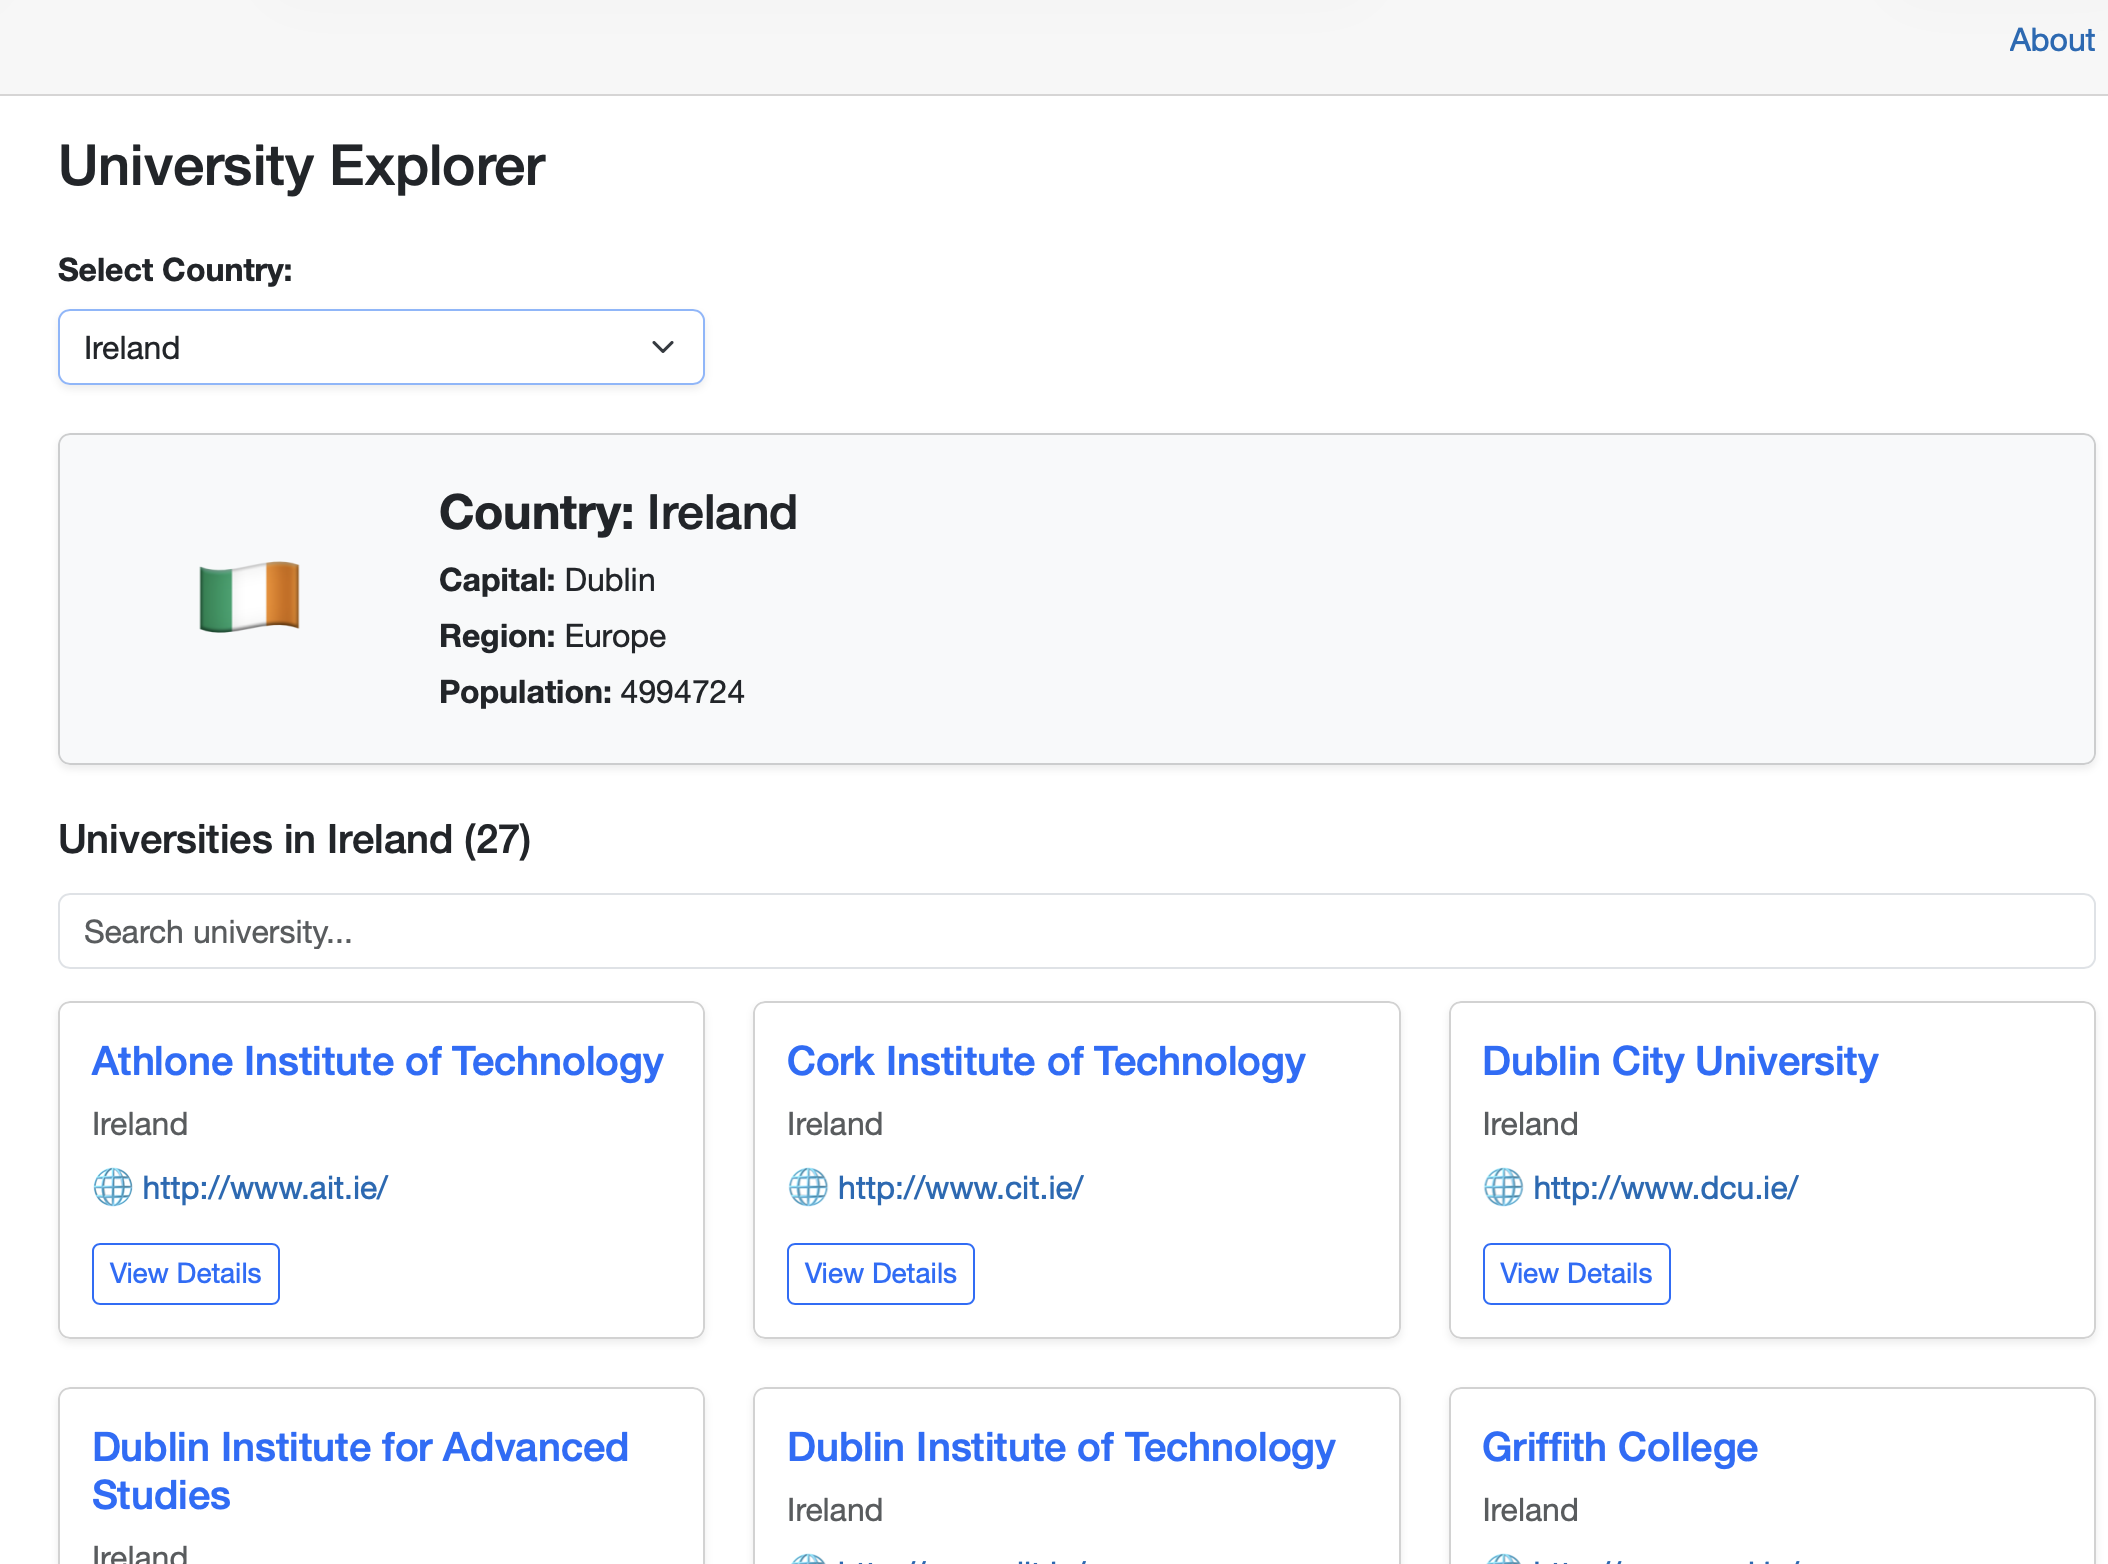 About
University Explorer
Select Country:
Ireland
Country: Ireland
Capital: Dublin
Region: Europe
Population: 4994724
Universities in Ireland (27)
Search university...
Athlone Institute of Technology
Ireland
http://www.ait.ie/
View Details
Cork Institute of Technology
Ireland
http://www.cit.ie/
View Details
Dublin City University
Ireland
http://www.dcu.ie/
View Details
Dublin Institute for Advanced
Studies
Ireland
Dublin Institute of Technology
Ireland
Griffith College
Ireland